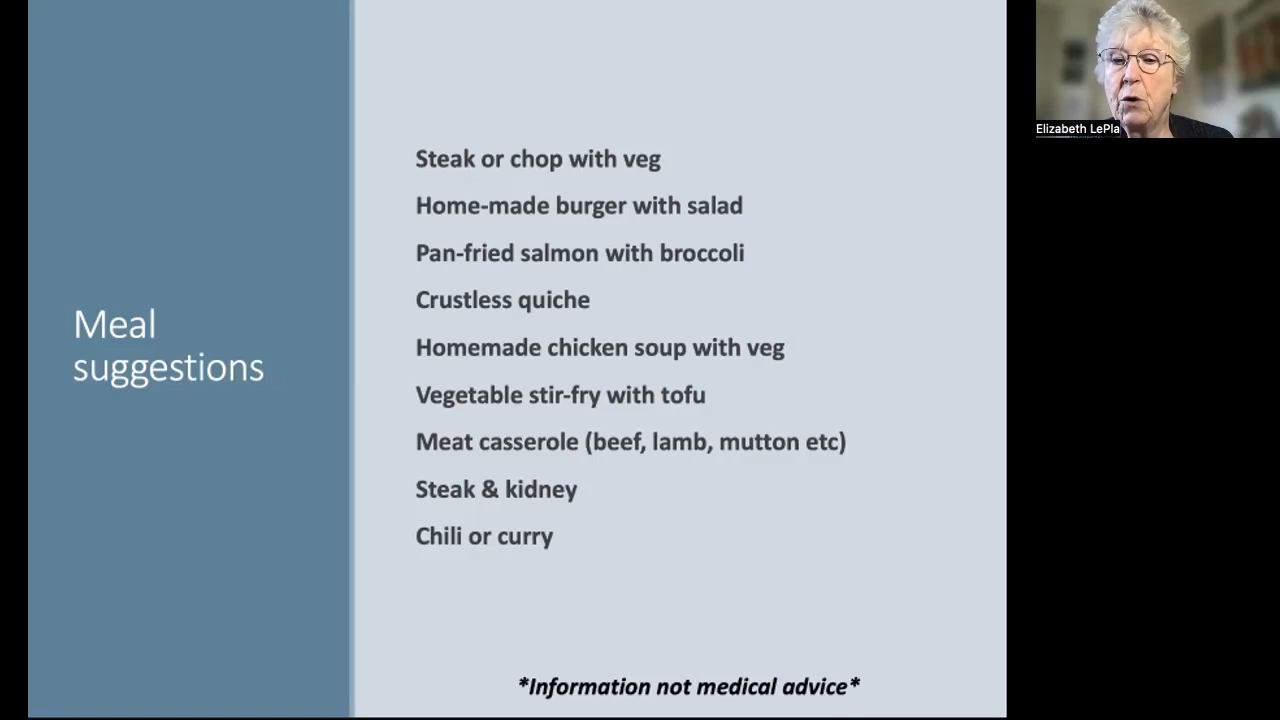 Meal
suggestions
Steak or chop with veg
Home-made burger with salad
Pan-fried salmon with broccoli
Crustless quiche
Homemade chicken soup with veg
Vegetable stir-fry with tofu
Meat casserole (beef, lamb, mutton etc)
Steak & kidney
Chili or curry
*Information not medical advice*
Elizabeth LePla